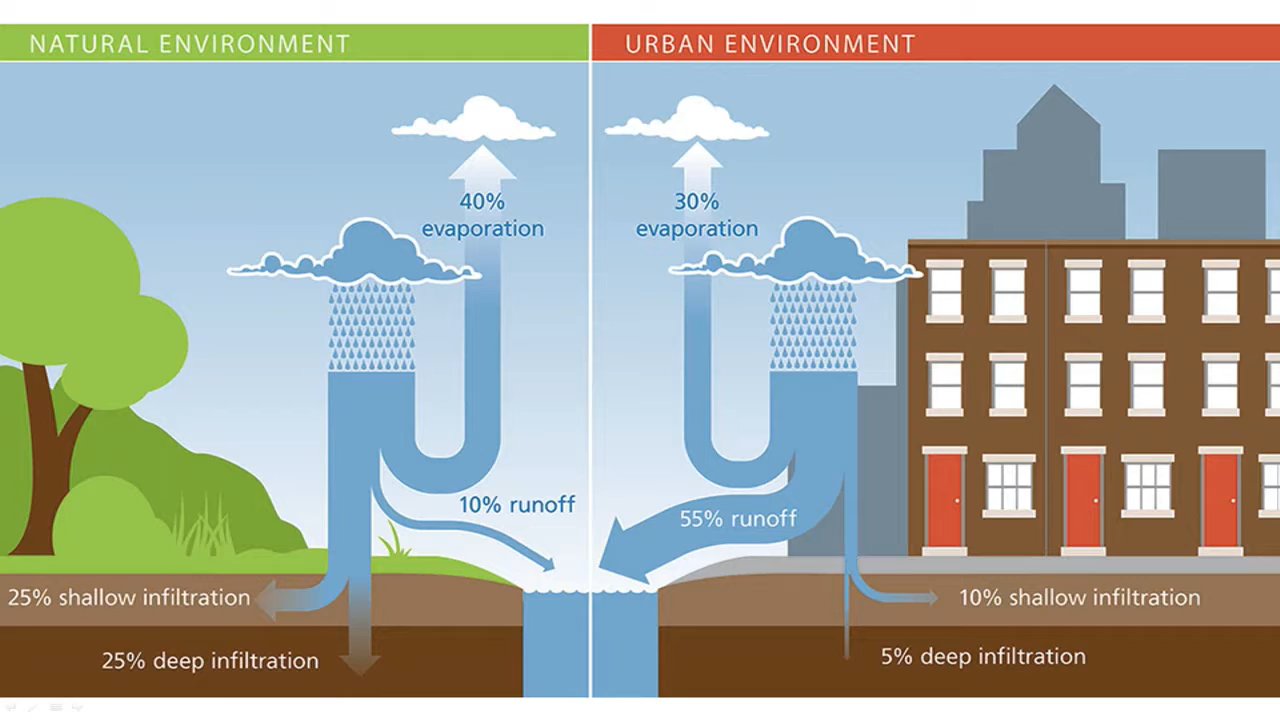 NATURAL ENVIRONMENT
40%
evaporation
10% runoff
25% shallow infiltration
25% deep infiltration
URBAN ENVIRONMENT
30%
evaporation
55% runoff
10% shallow infiltration
5% deep infiltration